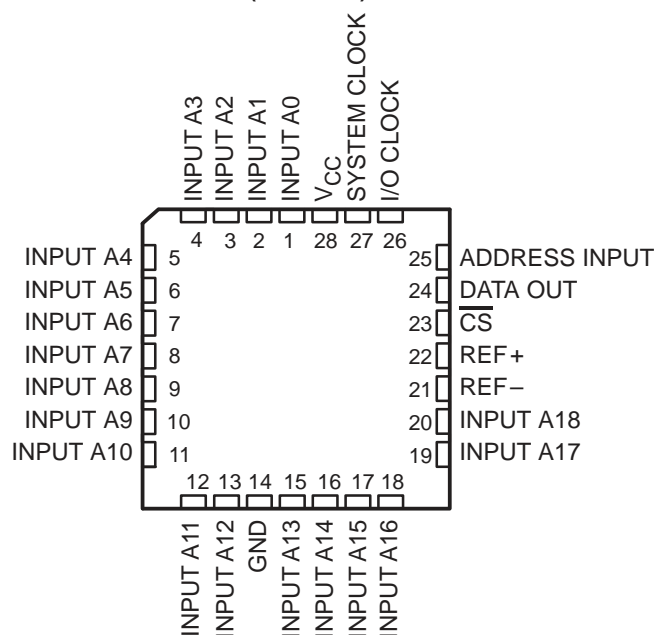 INPUT A3
INPUT A2
INPUT A1
INPUT A0
VCC
SYSTEM CLOCK
I/O CLOCK
4 3 2 1 28 27 26
INPUT A4 5 25 ADDRESS INPUT
INPUT A5 6 24 DATA OUT
INPUT A6 7 23 C̅S̅
INPUT A7 8 22 REF+
INPUT A8 9 21 REF–
INPUT A9 10 20 INPUT A18
INPUT A10 11 19 INPUT A17
12 13 14 15 16 17 18
INPUT A11
INPUT A12
GND
INPUT A13
INPUT A14
INPUT A15
INPUT A16